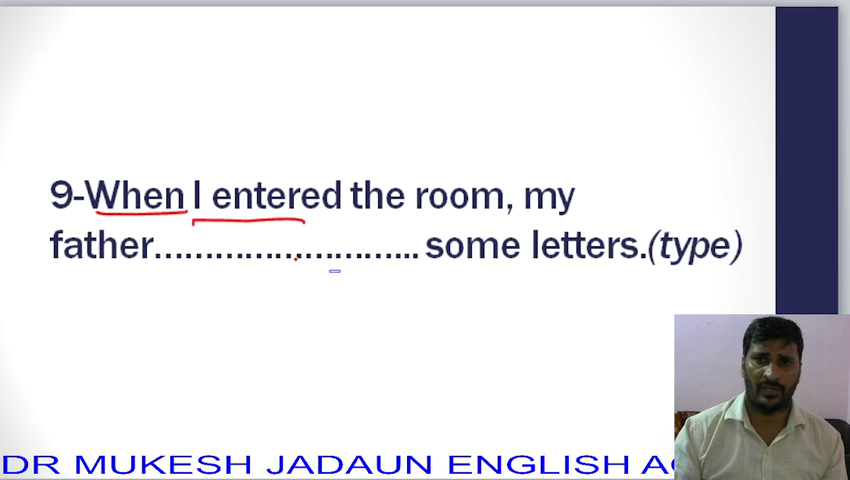 9-When I entered the room, my
father............................ some letters.(type)
DR MUKESH JADAUN ENGLISH